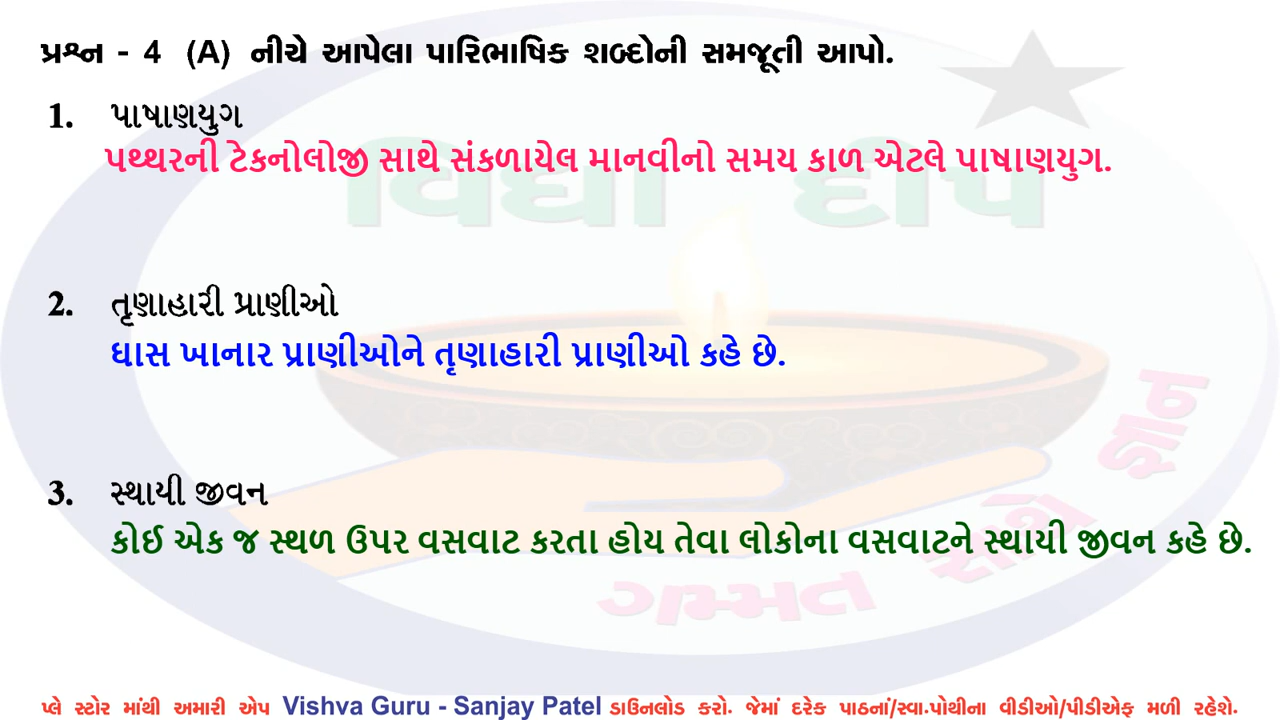 પ્રશ્ન - 4 (A) નીચે આપેલા પારિભાષિક શબ્દોની સમજૂતી આપો.
1. પાષાણયુગ
પથ્થરની ટેકનોલોજી સાથે સંકળાયેલ માનવીનો સમય કાળ એટલે પાષાણયુગ.
વિદ્યા દીપ
2. તૃણાહારી પ્રાણીઓ
ઘાસ ખાનાર પ્રાણીઓને તૃણાહારી પ્રાણીઓ કહે છે.
3. સ્થાયી જીવન
કોઈ એક જ સ્થળ ઉપર વસવાટ કરતા હોય તેવા લોકોના વસવાટને સ્થાયી જીવન કહે છે.
ગમ્મત સાથે જ્ઞાન
પ્લે સ્ટોર માંથી અમારી એપ Vishva Guru - Sanjay Patel ડાઉનલોડ કરો. જેમાં દરેક પાઠનાં/સ્વા.પોથીના વીડીઓ/પીડીએફ મળી રહેશે.